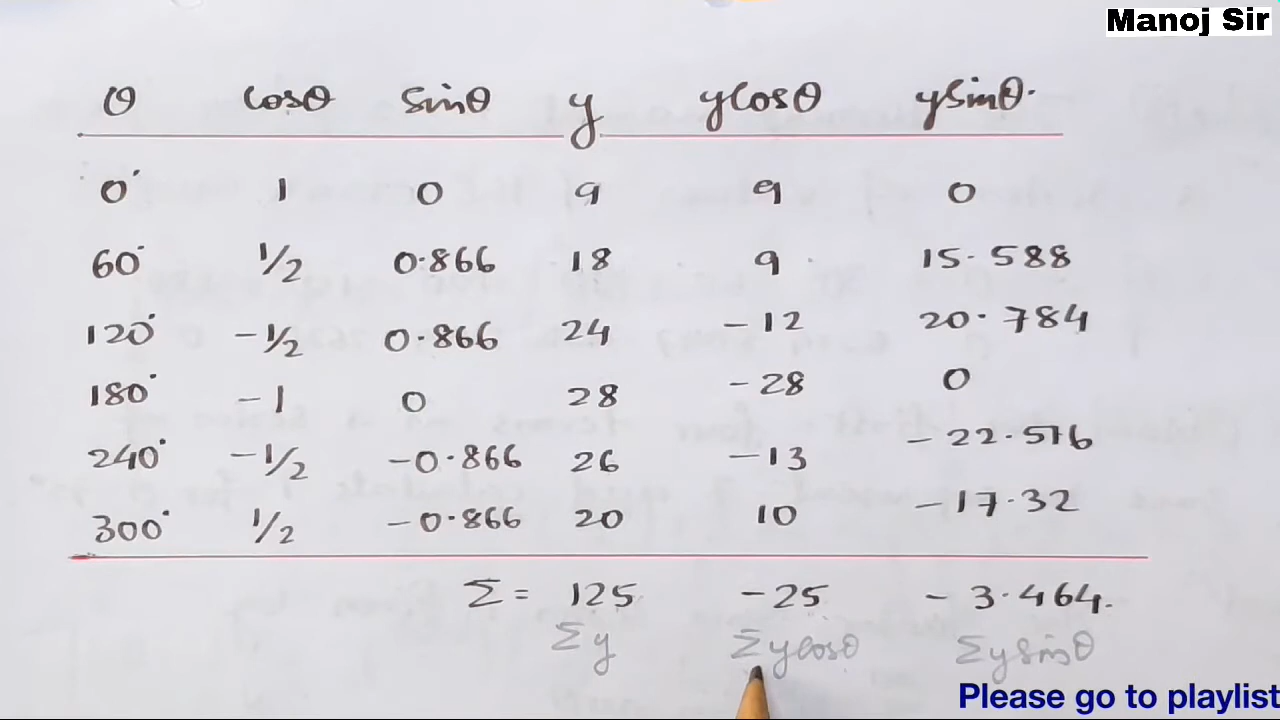 Manoj Sir
θ cosθ sinθ y ycosθ ysinθ.
0° 1 0 9 9 0
60° 1/2 0.866 18 9 15.588
120° -1/2 0.866 24 -12 20.784
180° -1 0 28 -28 0
240° -1/2 -0.866 26 -13 -22.516
300° 1/2 -0.866 20 10 -17.32
Σ = 125 -25 -3.464.
Σy Σycosθ Σysinθ
Please go to playlist